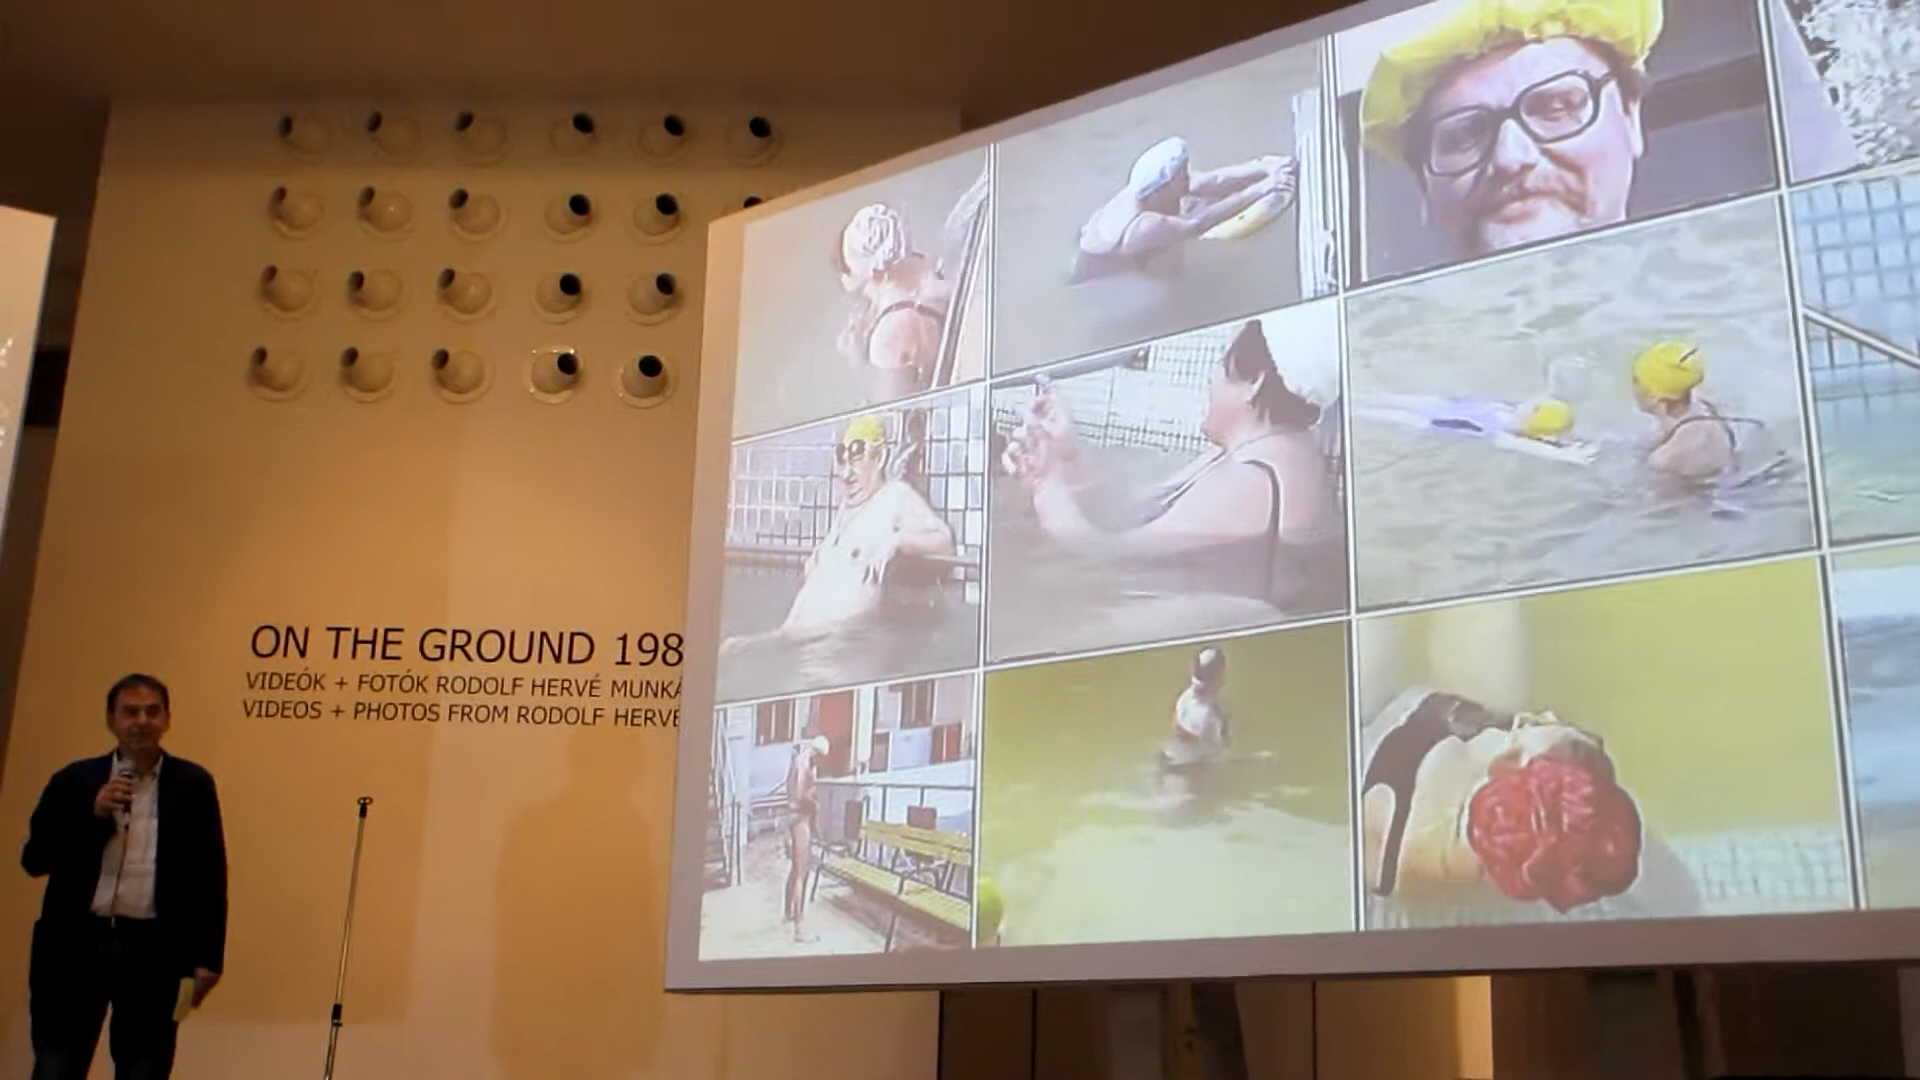 ON THE GROUND 198
VIDEÓK + FOTÓK RODOLF HERVÉ MUNKÁ
VIDEOS + PHOTOS FROM RODOLF HERVÉ